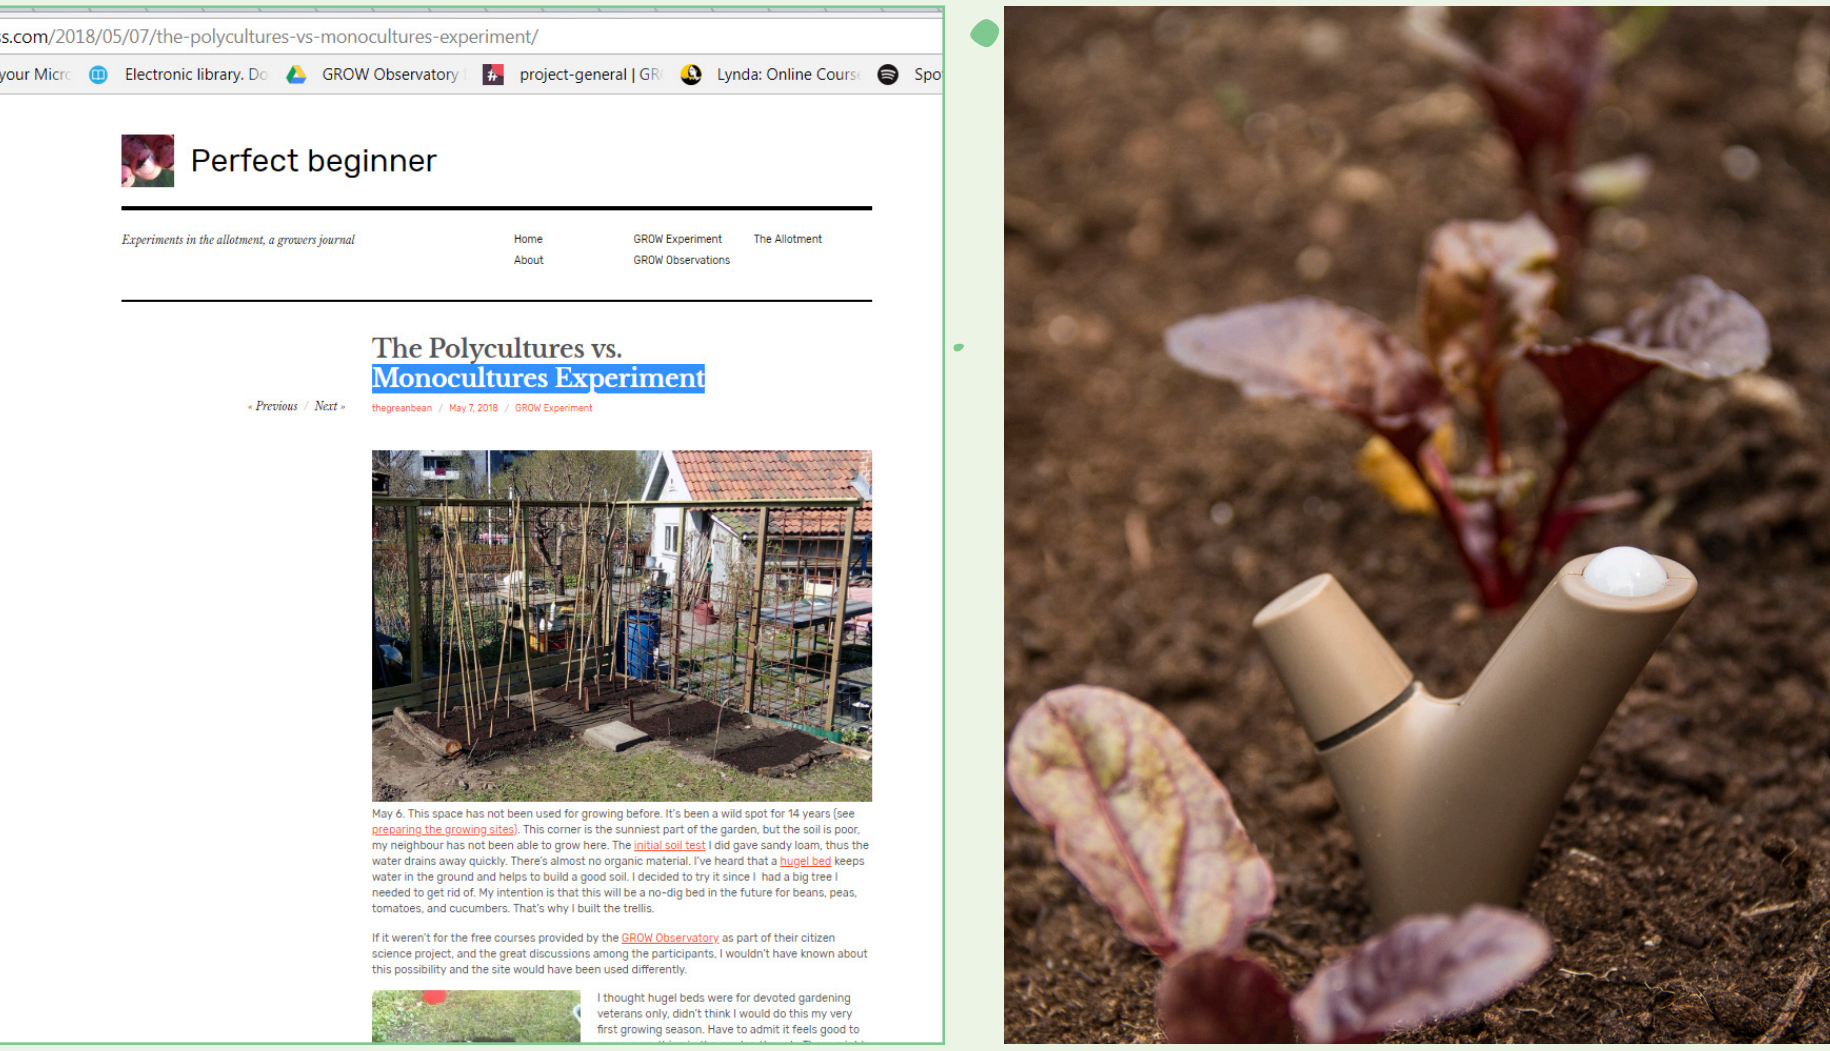 s.com/2018/05/07/the-polycultures-vs-monocultures-experiment/
your Micro Electronic library. Do GROW Observatory project-general | GR Lynda: Online Course Spo
Perfect beginner
Experiments in the allotment, a growers journal
Home GROW Experiment The Allotment
About GROW Observations
The Polycultures vs.
Monocultures Experiment
« Previous / Next »
thegreanbean / May 7, 2018 / GROW Experiment
May 6. This space has not been used for growing before. It's been a wild spot for 14 years (see
preparing the growing sites). This corner is the sunniest part of the garden, but the soil is poor,
my neighbour has not been able to grow here. The initial soil test I did gave sandy loam, thus the
water drains away quickly. There's almost no organic material. I've heard that a hugel bed keeps
water in the ground and helps to build a good soil. I decided to try it since I had a big tree I
needed to get rid of. My intention is that this will be a no-dig bed in the future for beans, peas,
tomatoes, and cucumbers. That's why I built the trellis.
If it weren't for the free courses provided by the GROW Observatory as part of their citizen
science project, and the great discussions among the participants, I wouldn't have known about
this possibility and the site would have been used differently.
I thought hugel beds were for devoted gardening
veterans only, didn't think I would do this my very
first growing season. Have to admit it feels good to